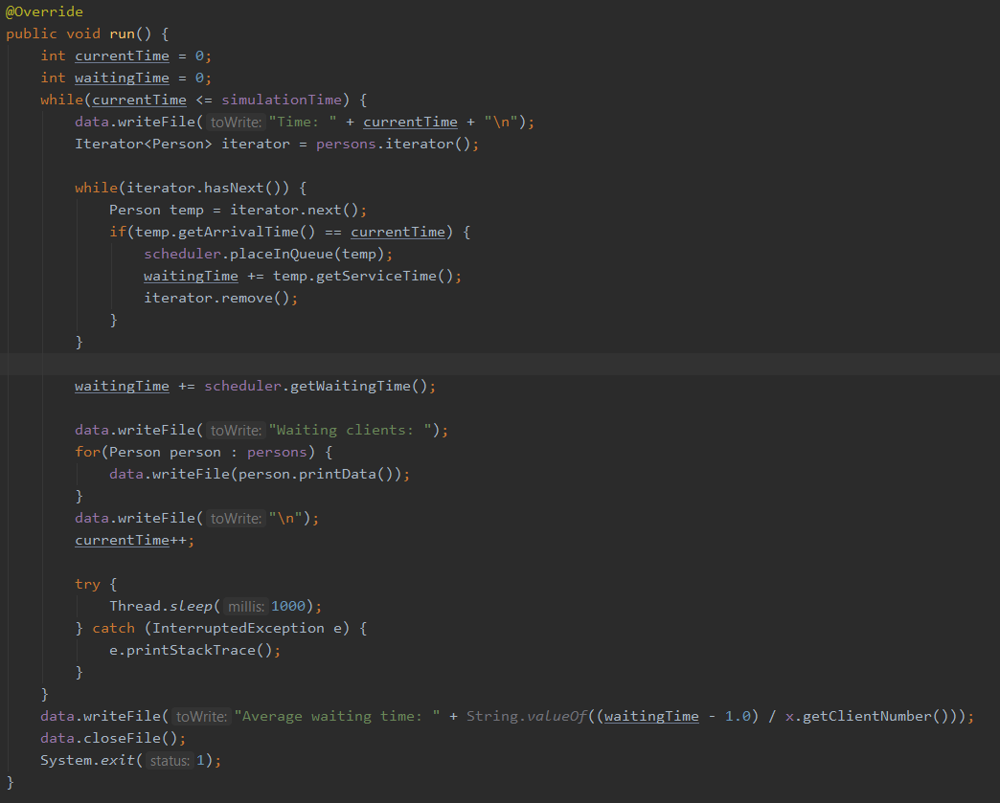 @Override
public void run() {
    int currentTime = 0;
    int waitingTime = 0;
    while(currentTime <= simulationTime) {
        data.writeFile( toWrite: "Time: " + currentTime + "\n");
        Iterator<Person> iterator = persons.iterator();

        while(iterator.hasNext()) {
            Person temp = iterator.next();
            if(temp.getArrivalTime() == currentTime) {
                scheduler.placeInQueue(temp);
                waitingTime += temp.getServiceTime();
                iterator.remove();
            }
        }

        waitingTime += scheduler.getWaitingTime();

        data.writeFile( toWrite: "Waiting clients: ");
        for(Person person : persons) {
            data.writeFile(person.printData());
        }
        data.writeFile( toWrite: "\n");
        currentTime++;

        try {
            Thread.sleep( millis: 1000);
        } catch (InterruptedException e) {
            e.printStackTrace();
        }
    }
    data.writeFile( toWrite: "Average waiting time: " + String.valueOf((waitingTime - 1.0) / x.getClientNumber()));
    data.closeFile();
    System.exit( status: 1);
}